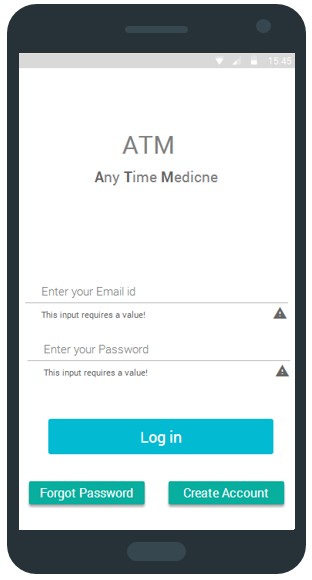 15:45
ATM
Any Time Medicne
Enter your Email id
This input requires a value!
Enter your Password
This input requires a value!
Log in
Forgot Password
Create Account